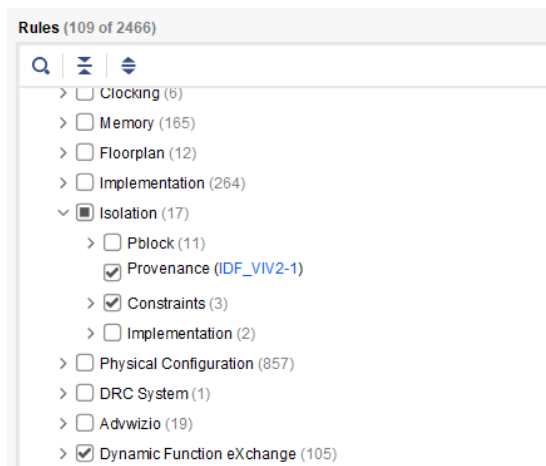 Rules (109 of 2466)
Clocking (6)
Memory (165)
Floorplan (12)
Implementation (264)
Isolation (17)
Pblock (11)
Provenance (IDF_VIV2-1)
Constraints (3)
Implementation (2)
Physical Configuration (857)
DRC System (1)
Advwizio (19)
Dynamic Function eXchange (105)